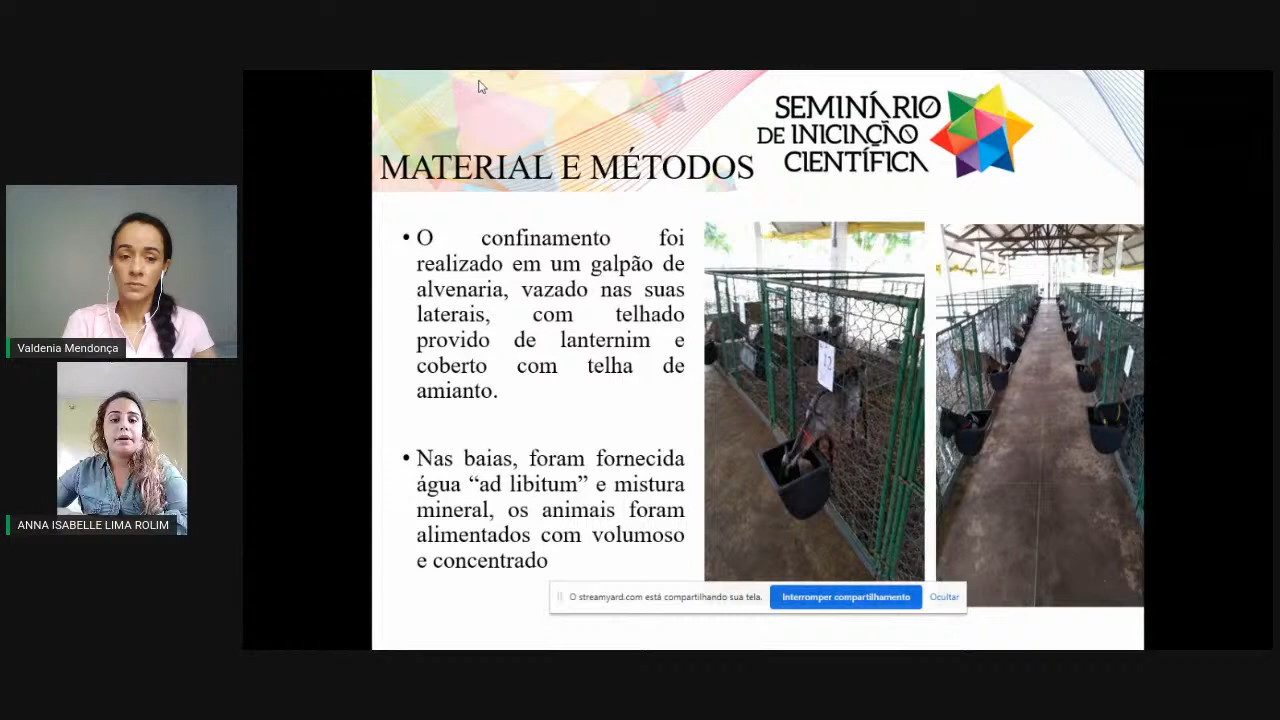 SEMINÁRIO
DE INICIAÇÃO
CIENTÍFICA
MATERIAL E MÉTODOS
• O confinamento foi
realizado em um galpão de
alvenaria, vazado nas suas
laterais, com telhado
provido de lanternim e
coberto com telha de
amianto.
• Nas baias, foram fornecida
água “ad libitum” e mistura
mineral, os animais foram
alimentados com volumoso
e concentrado
12
Valdenia Mendonça
ANNA ISABELLE LIMA ROLIM
O streamyard.com está compartilhando sua tela.
Interromper compartilhamento
Ocultar